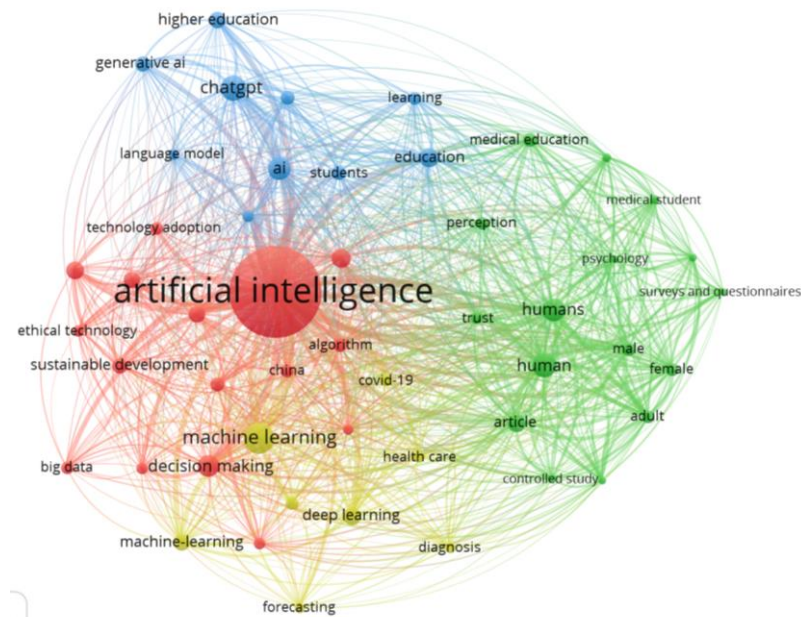 higher education
generative ai
chatgpt
learning
medical education
language model
education
ai
students
medical student
technology adoption
perception
psychology
artificial intelligence
surveys and questionnaires
humans
trust
ethical technology
algorithm
male
sustainable development
china
human
female
covid-19
article
adult
machine learning
health care
big data
decision making
controlled study
deep learning
machine-learning
diagnosis
forecasting